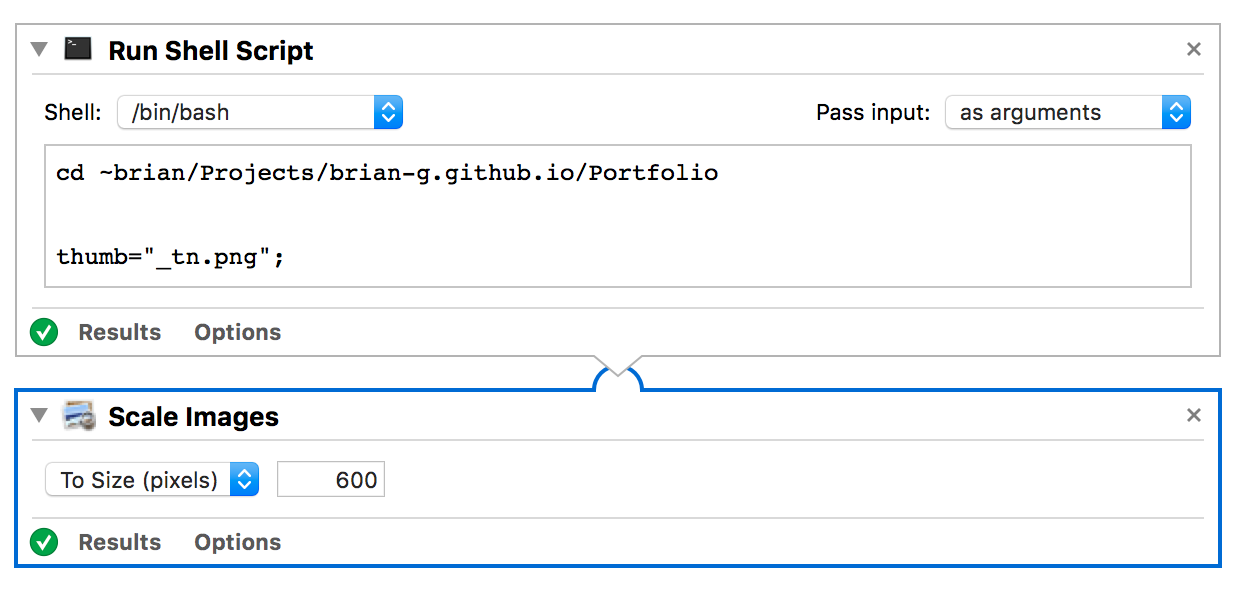 Run Shell Script
Shell: /bin/bash Pass input: as arguments
cd ~brian/Projects/brian-g.github.io/Portfolio
thumb="_tn.png";
Results Options
Scale Images
To Size (pixels) 600
Results Options